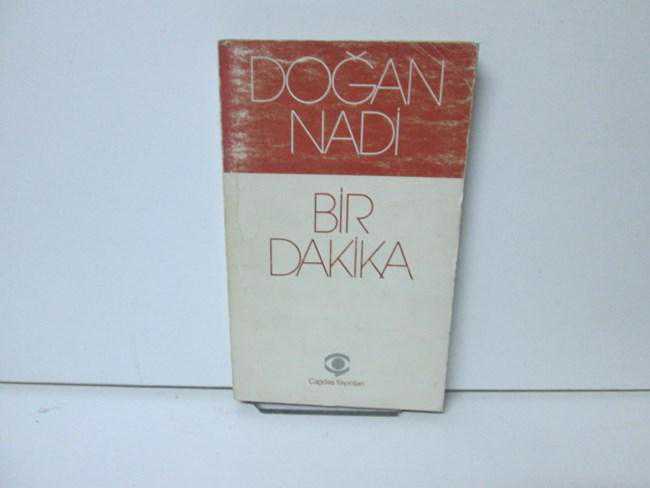 DOĞAN
NADİ
BİR
DAKİKA
Çağdaş Yayınları